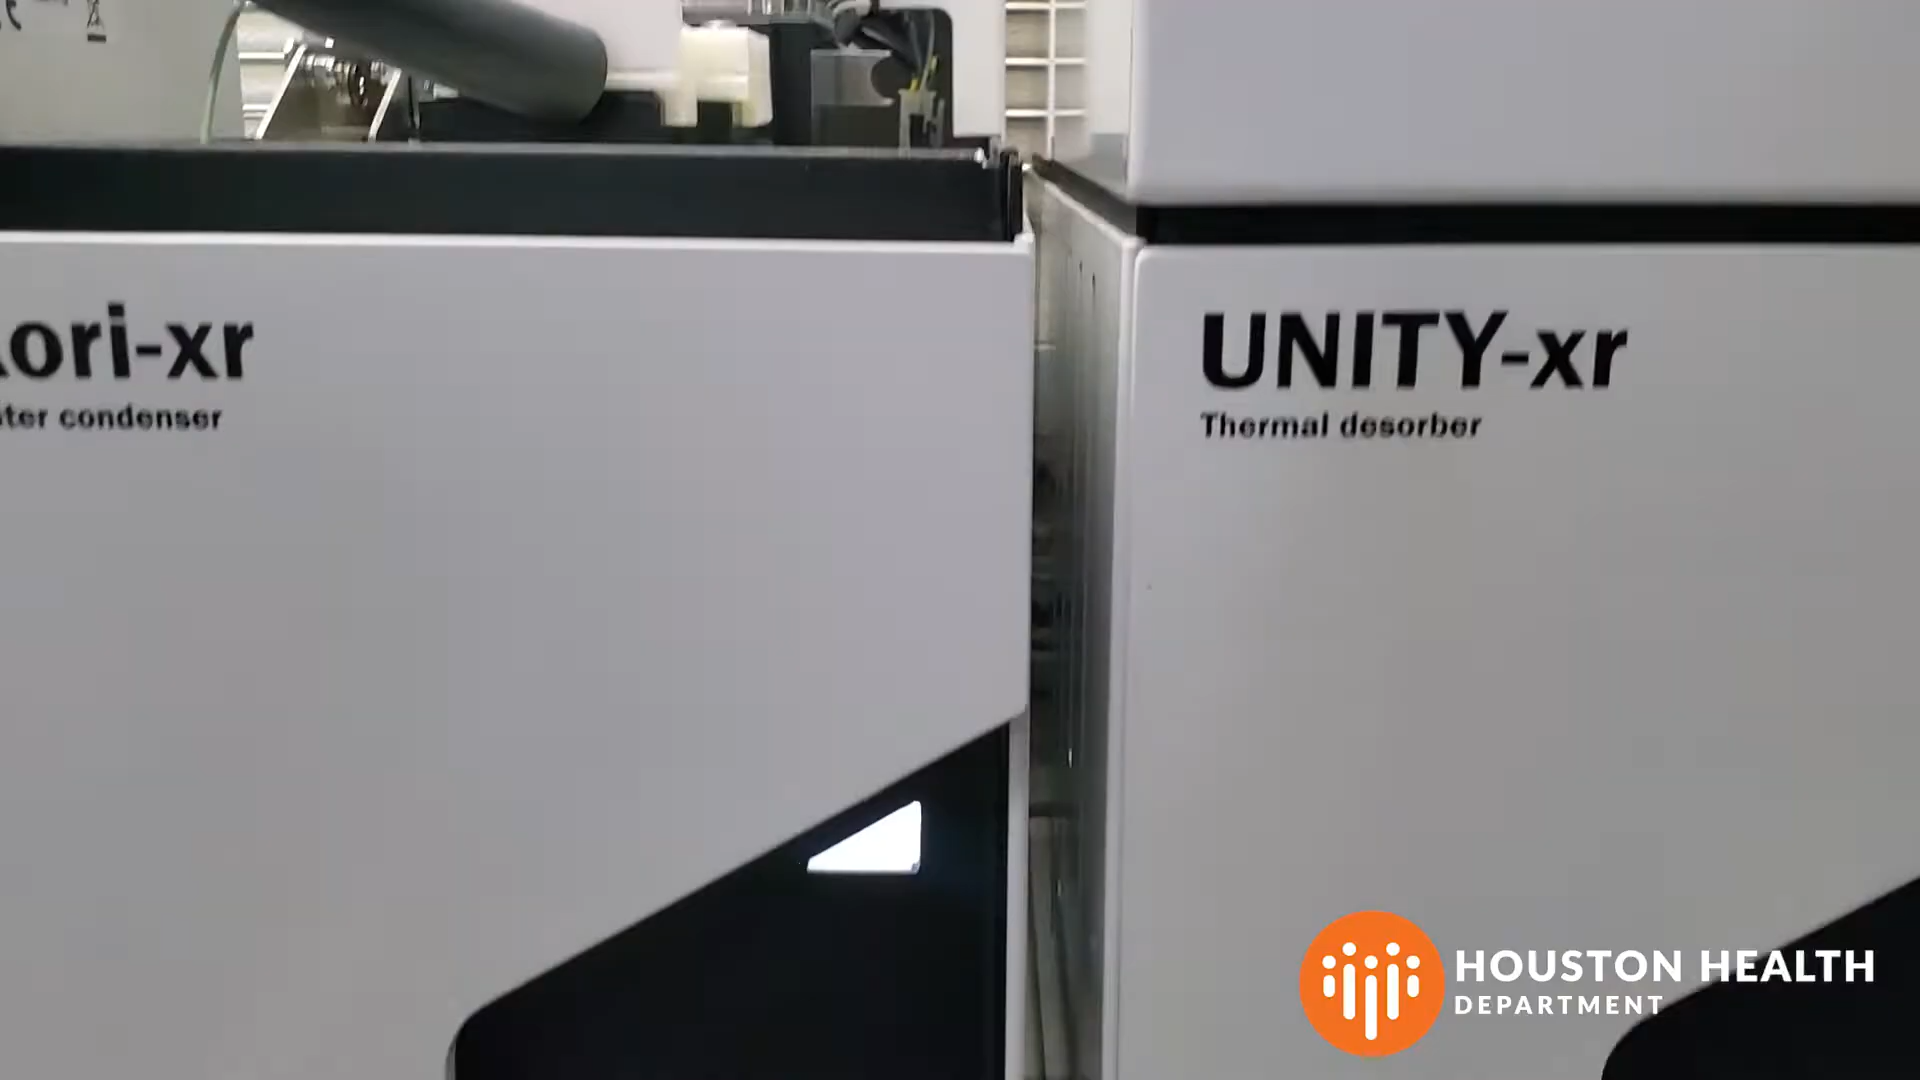 ori-xr
ter condenser
UNITY-xr
Thermal desorber
HOUSTON HEALTH
DEPARTMENT